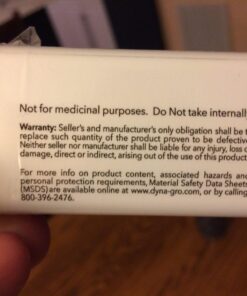 Not for medicinal purposes. Do Not take internally
Warranty: Seller's and manufacturer's only obligation shall be t
replace such quantity of the product proven to be defective
Neither seller nor manufacturer shall be liable for any injury, loss o
damage, direct or indirect, arising out of the use of this product
For more info on product content, associated hazards and
personal protection requirements, Material Safety Data Sheets
(MSDS) are available online at www.dyna-gro.com, or by calling
800-396-2476.